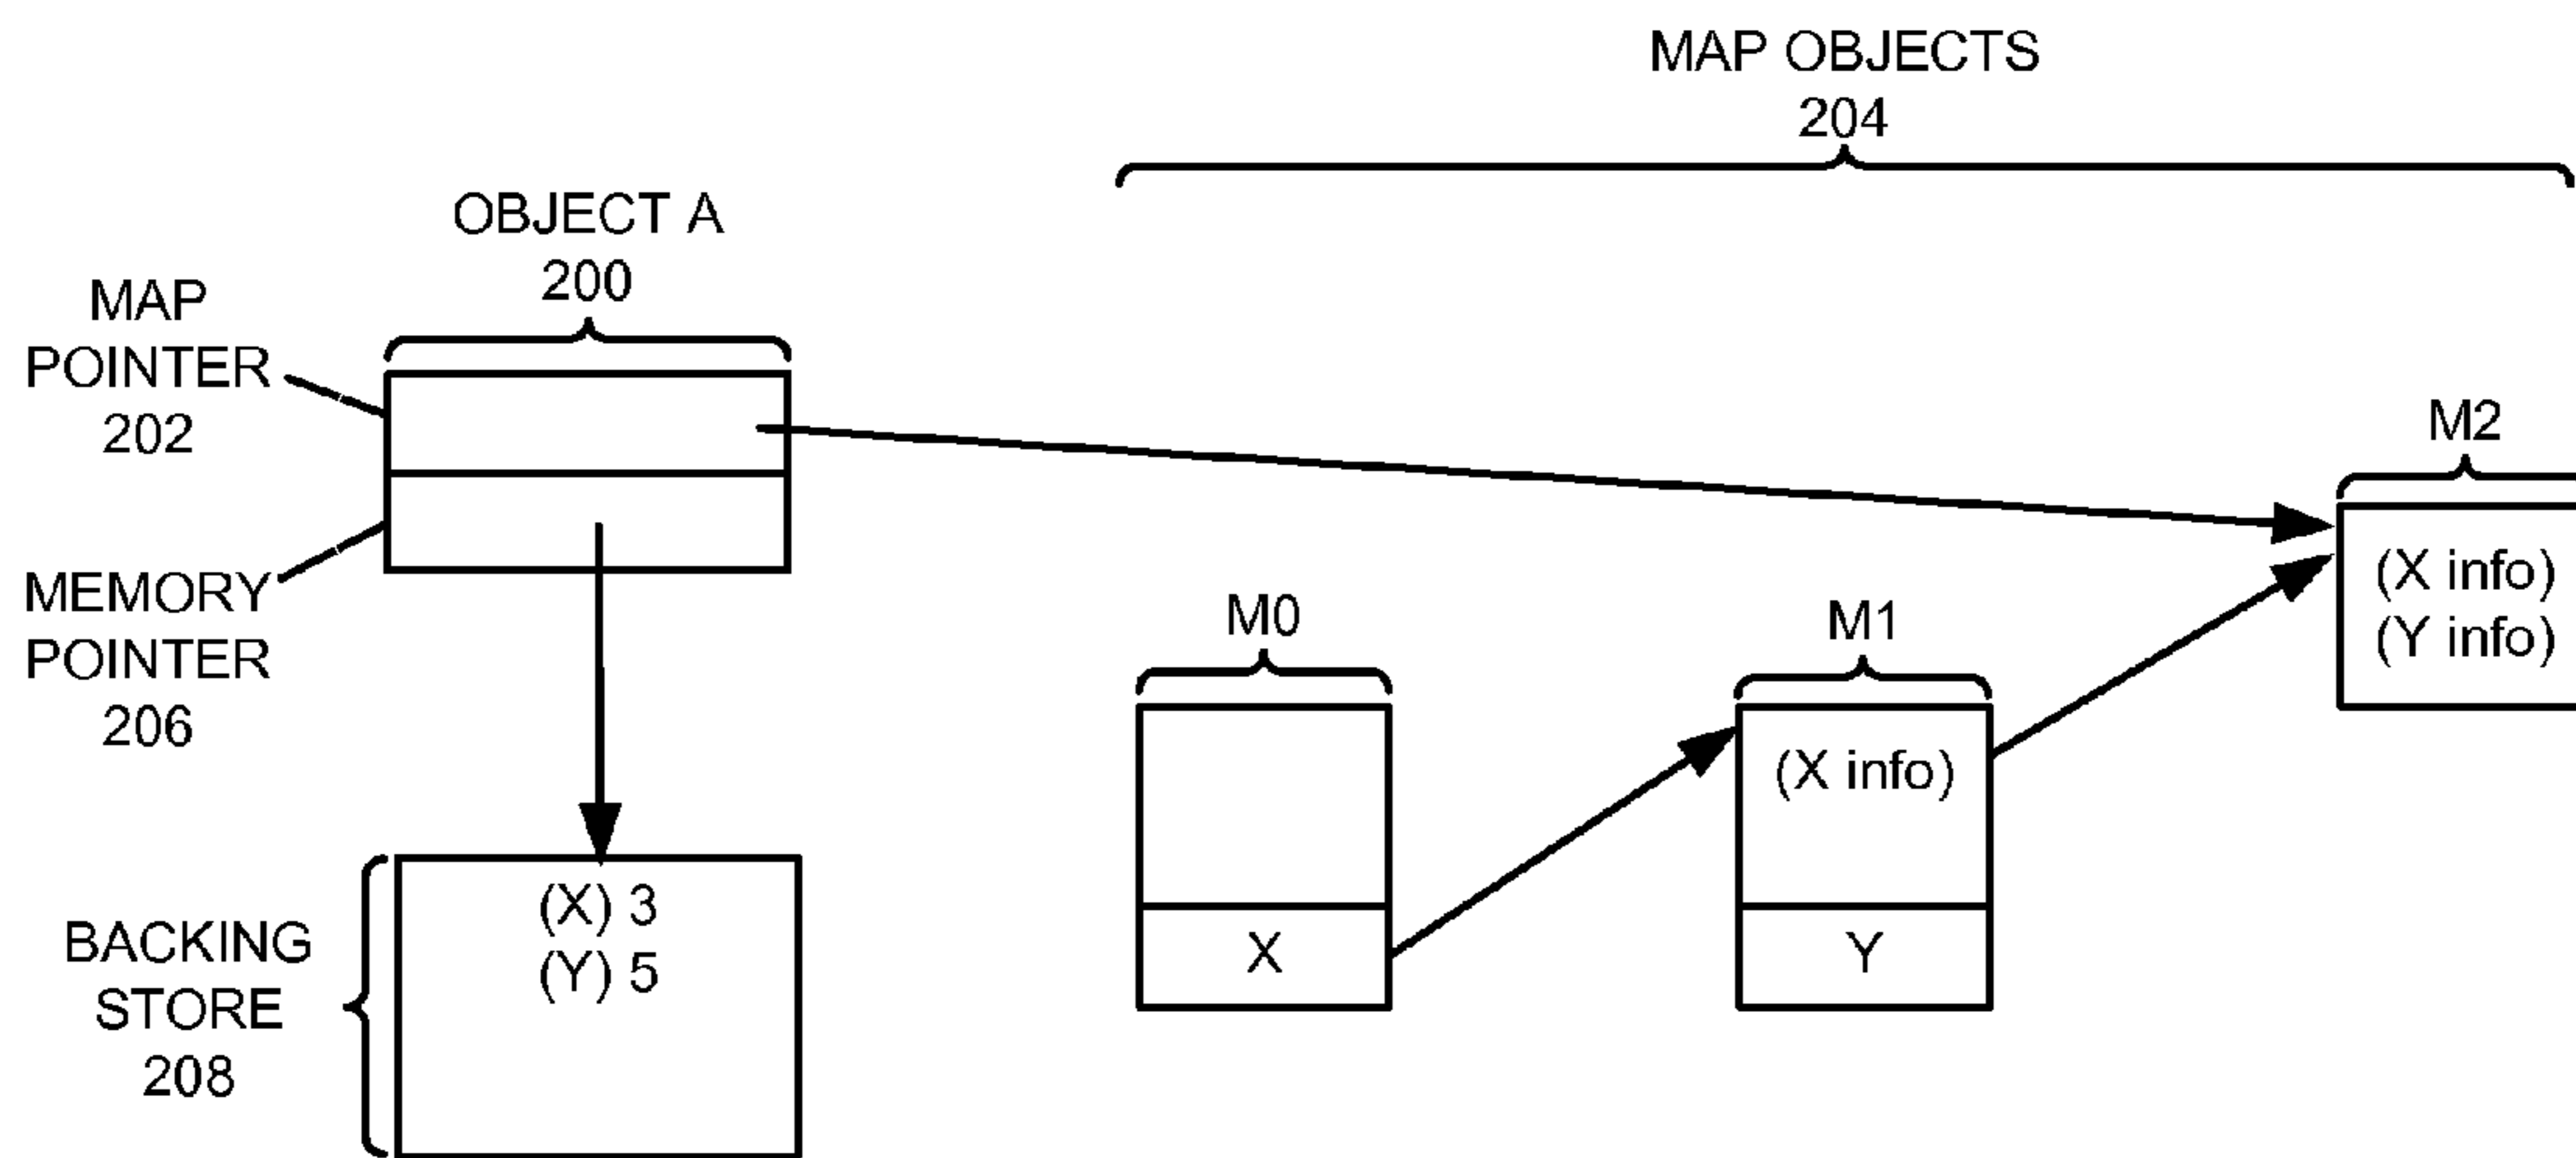 MAP OBJECTS
204
OBJECT A
200
MAP
POINTER
202
MEMORY
POINTER
206
M2
(X info)
(Y info)
M0
X
M1
(X info)
Y
BACKING
STORE
208
(X) 3
(Y) 5